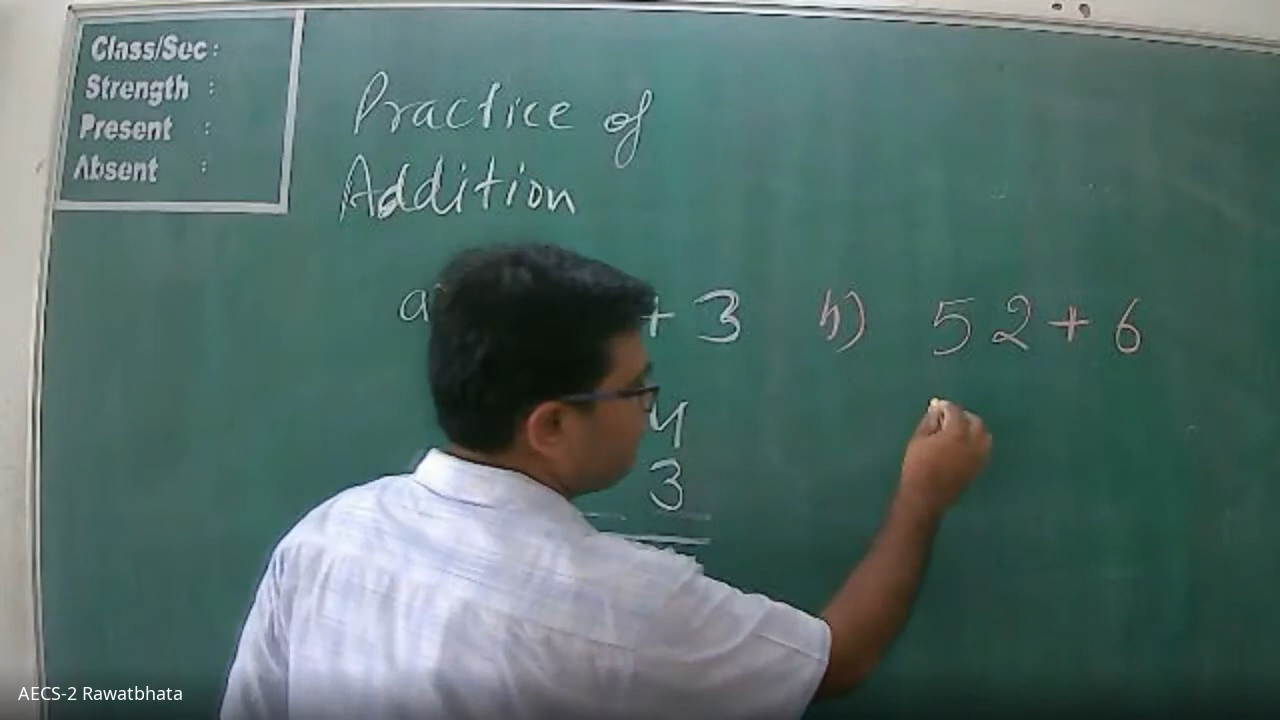 Class/Sec :
Strength :
Present :
Absent :
Practice of
Addition
a + 3
b) 52 + 6
4
3
AECS-2 Rawatbhata